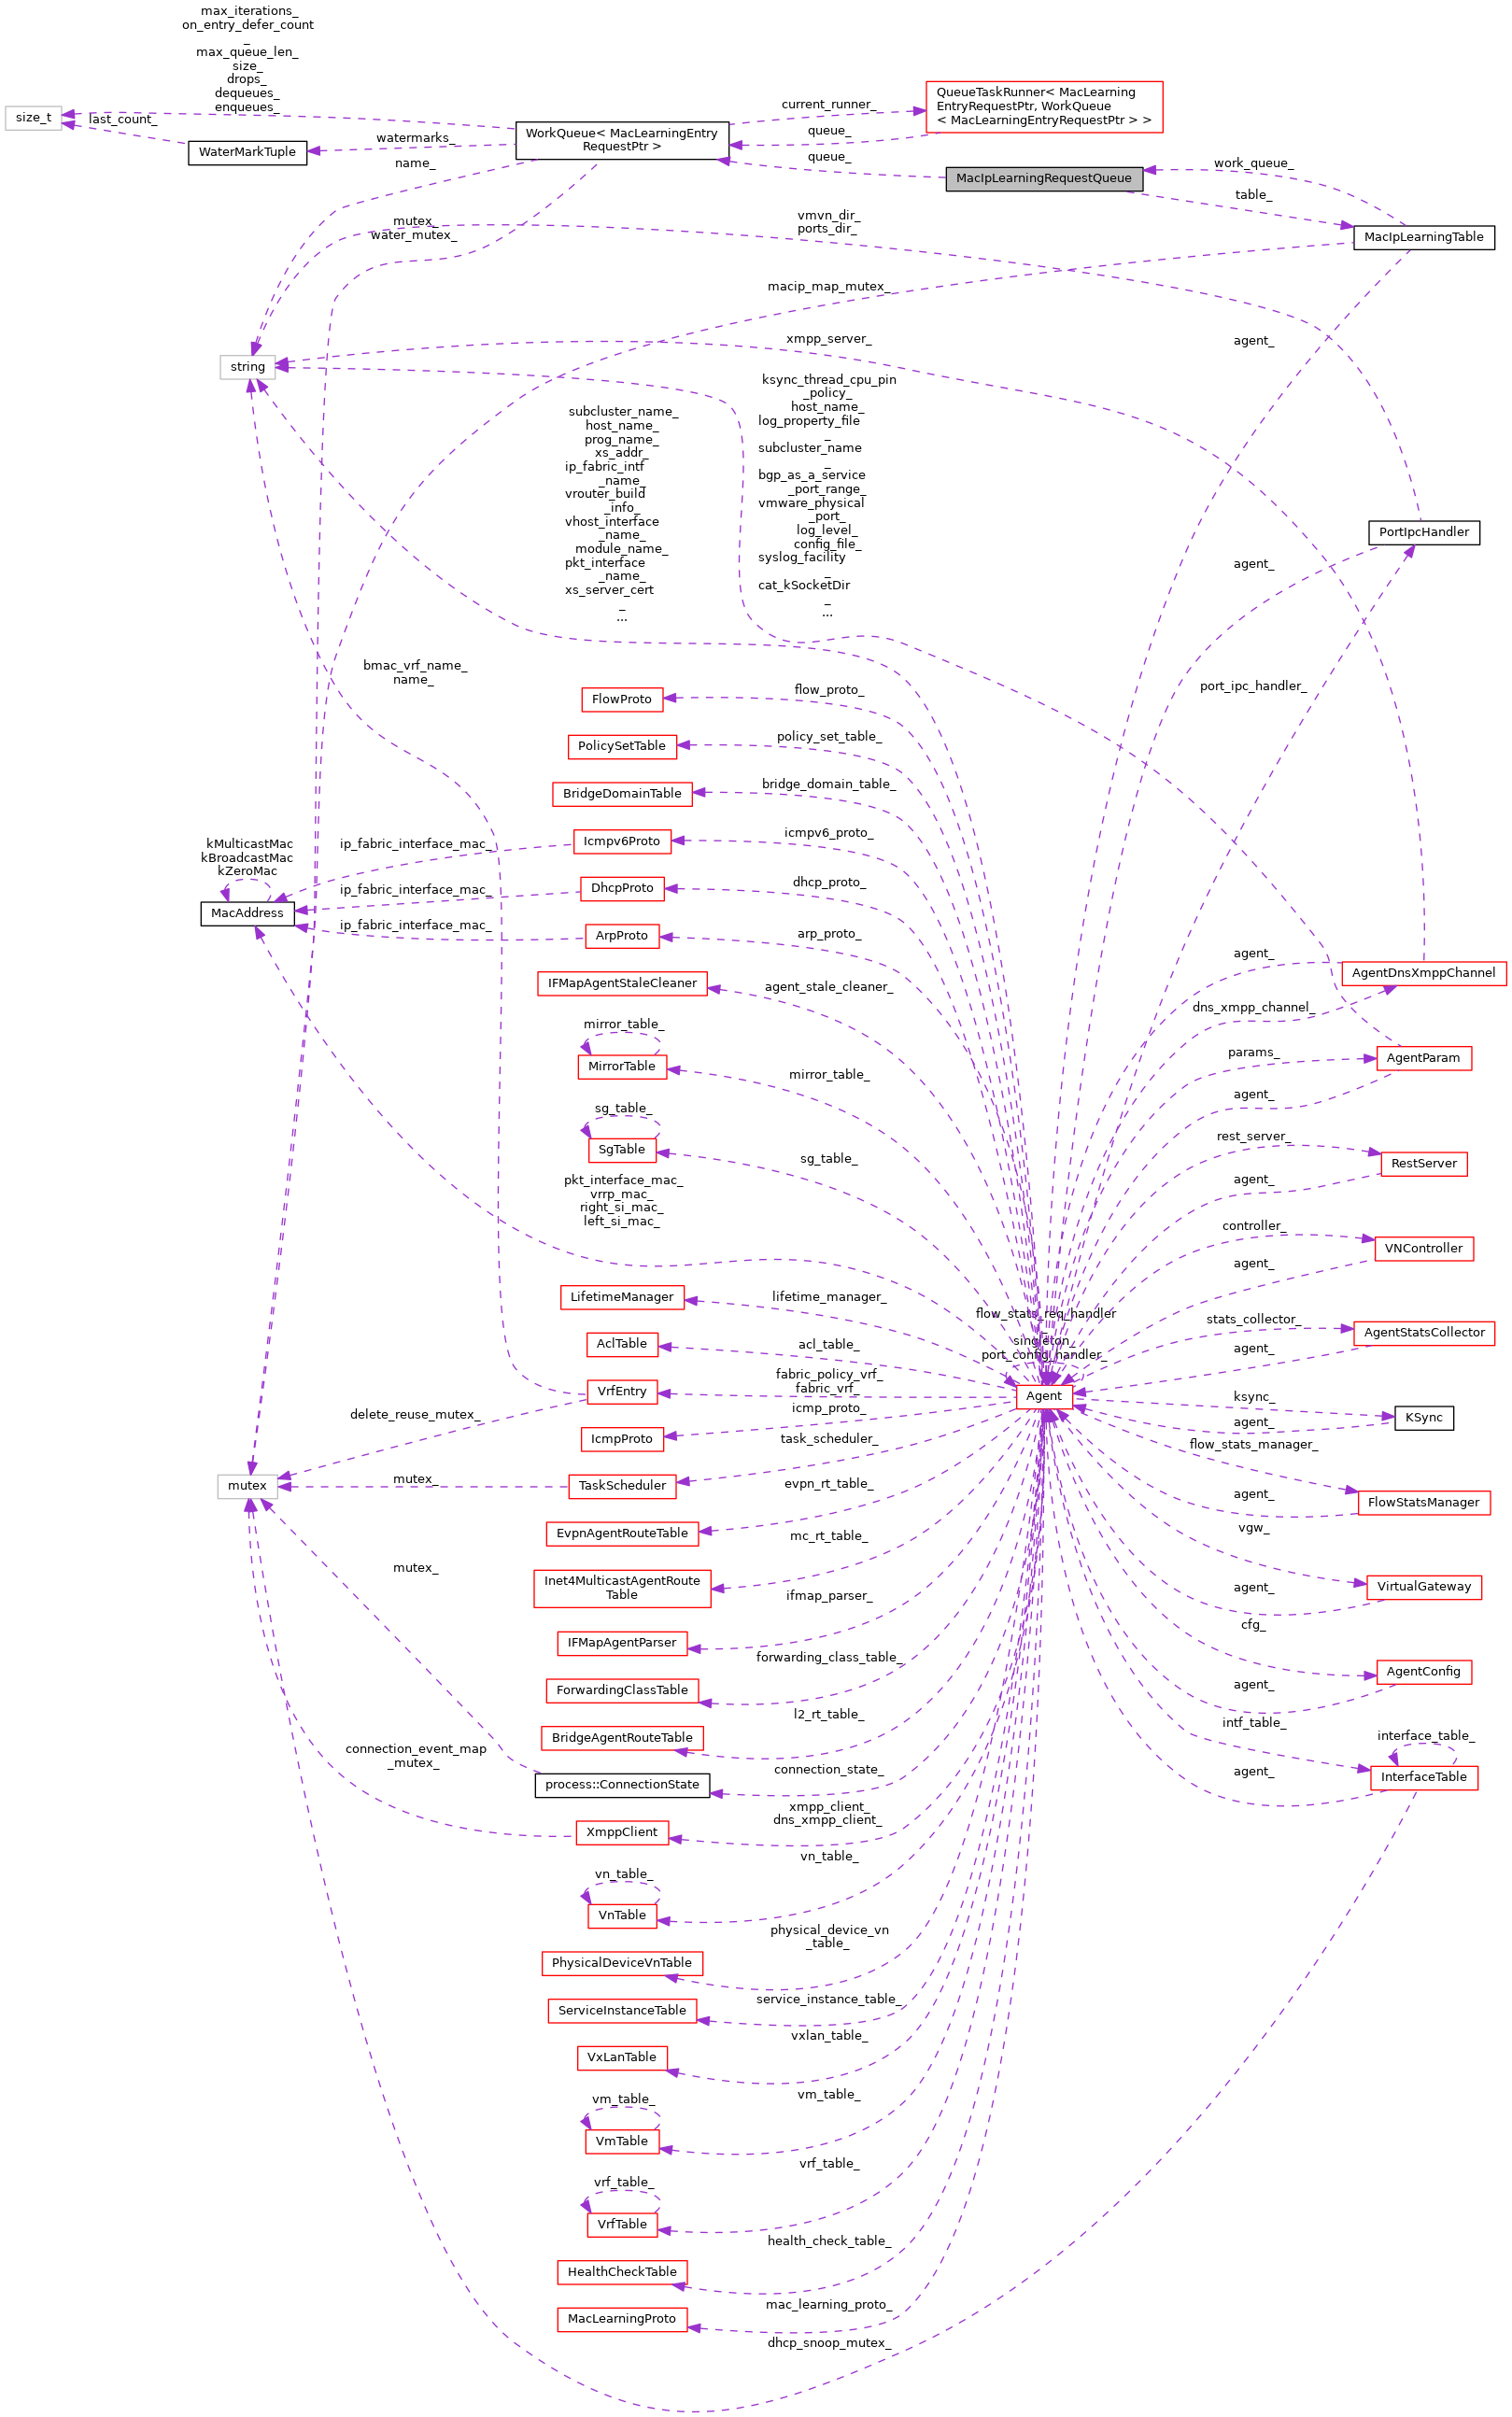 max_iterations_
on_entry_defer_count
_
max_queue_len_
size_
drops_
dequeues_
enqueues_
size_t
last_count_
WaterMarkTuple
watermarks_
name_
WorkQueue< MacLearningEntry
RequestPtr >
current_runner_
queue_
queue_
QueueTaskRunner< MacLearning
EntryRequestPtr, WorkQueue
< MacLearningEntryRequestPtr > >
MacIpLearningRequestQueue
work_queue_
table_
MacIpLearningTable
mutex_
water_mutex_
vmvn_dir_
ports_dir_
macip_map_mutex_
xmpp_server_
agent_
string
ksync_thread_cpu_pin
_policy_
host_name_
log_property_file
_
subcluster_name
_
bgp_as_a_service
_port_range_
vmware_physical
_port_
log_level_
config_file_
syslog_facility
_
cat_kSocketDir
_
...
subcluster_name_
host_name_
prog_name_
xs_addr_
ip_fabric_intf
_name_
vrouter_build
_info_
vhost_interface
_name_
module_name_
pkt_interface
_name_
xs_server_cert
_
...
PortIpcHandler
agent_
port_ipc_handler_
bmac_vrf_name_
name_
FlowProto
flow_proto_
PolicySetTable
policy_set_table_
BridgeDomainTable
bridge_domain_table_
kMulticastMac
kBroadcastMac
kZeroMac
MacAddress
ip_fabric_interface_mac_
Icmpv6Proto
icmpv6_proto_
ip_fabric_interface_mac_
DhcpProto
dhcp_proto_
ip_fabric_interface_mac_
ArpProto
arp_proto_
IFMapAgentStaleCleaner
agent_stale_cleaner_
agent_
AgentDnsXmppChannel
dns_xmpp_channel_
mirror_table_
MirrorTable
mirror_table_
params_
AgentParam
agent_
sg_table_
SgTable
sg_table_
rest_server_
RestServer
agent_
pkt_interface_mac_
vrrp_mac_
right_si_mac_
left_si_mac_
controller_
VNController
agent_
LifetimeManager
lifetime_manager_
flow_stats_req_handler
_
singleton_
port_config_handler_
stats_collector_
AgentStatsCollector
agent_
AclTable
acl_table_
VrfEntry
fabric_policy_vrf_
fabric_vrf_
Agent
ksync_
KSync
agent_
delete_reuse_mutex_
IcmpProto
icmp_proto_
task_scheduler_
flow_stats_manager_
mutex
mutex_
TaskScheduler
evpn_rt_table_
agent_
FlowStatsManager
EvpnAgentRouteTable
mc_rt_table_
vgw_
mutex_
Inet4MulticastAgentRoute
Table
ifmap_parser_
agent_
VirtualGateway
IFMapAgentParser
cfg_
forwarding_class_table_
AgentConfig
ForwardingClassTable
agent_
l2_rt_table_
intf_table_
BridgeAgentRouteTable
interface_table_
connection_event_map
_mutex_
connection_state_
agent_
InterfaceTable
process::ConnectionState
xmpp_client_
dns_xmpp_client_
XmppClient
vn_table_
vn_table_
VnTable
physical_device_vn
_table_
PhysicalDeviceVnTable
service_instance_table_
ServiceInstanceTable
vxlan_table_
VxLanTable
vm_table_
vm_table_
VmTable
vrf_table_
vrf_table_
VrfTable
health_check_table_
HealthCheckTable
mac_learning_proto_
MacLearningProto
dhcp_snoop_mutex_